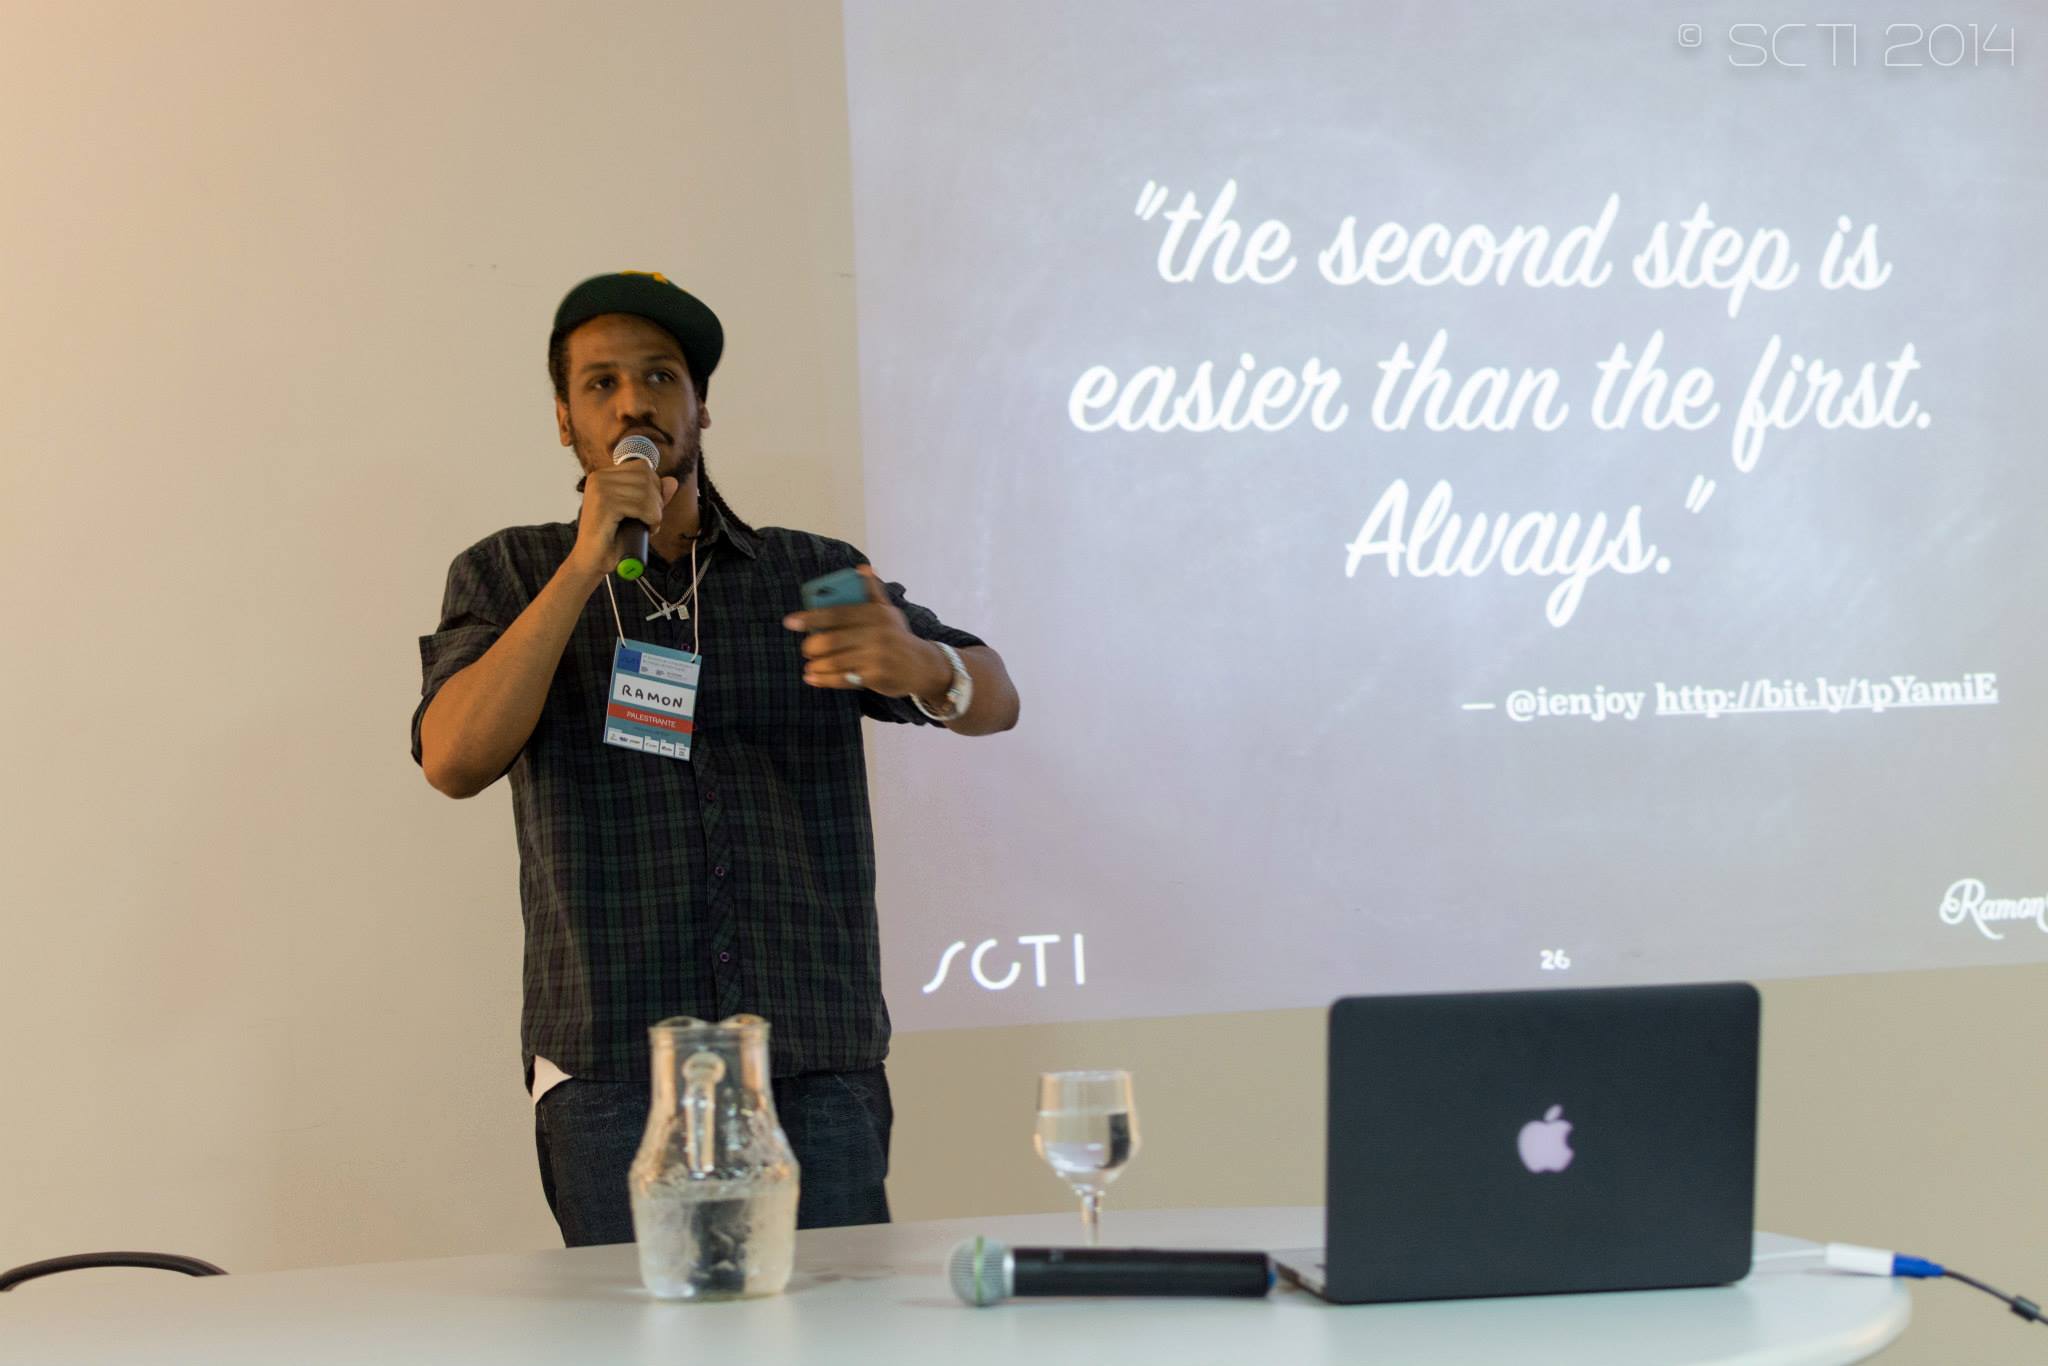 © SCTI 2014
"the second step is
easier than the first.
Always."
— @ienjoy http://bit.ly/1pYamiE
RAMON
PALESTRANTE
Ramon
SCTI
26